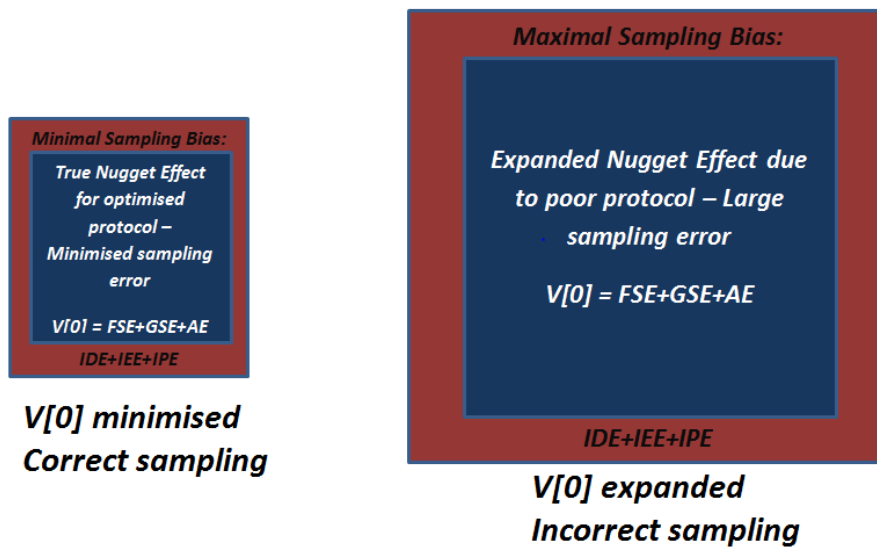 Minimal Sampling Bias:
True Nugget Effect
for optimised
protocol –
Minimised sampling
error
V[0] = FSE+GSE+AE
IDE+IEE+IPE
V[0] minimised
Correct sampling
Maximal Sampling Bias:
Expanded Nugget Effect due
to poor protocol – Large
sampling error
V[0] = FSE+GSE+AE
IDE+IEE+IPE
V[0] expanded
Incorrect sampling